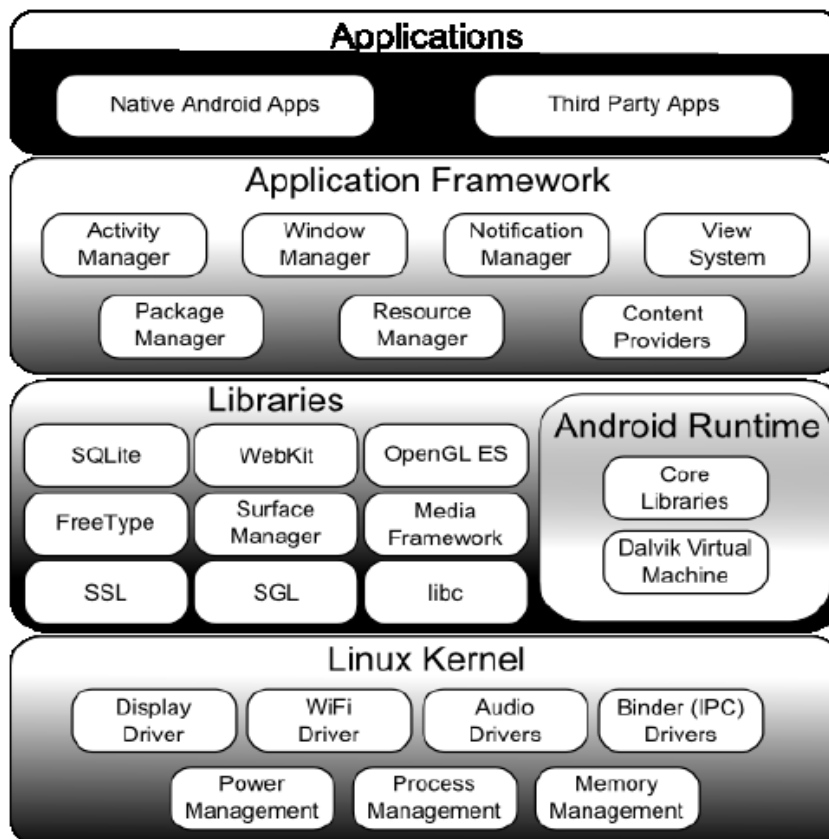 Applications
Native Android Apps
Third Party Apps
Application Framework
Activity
Manager
Window
Manager
Notification
Manager
View
System
Package
Manager
Resource
Manager
Content
Providers
Libraries
SQLite
WebKit
OpenGL ES
FreeType
Surface
Manager
Media
Framework
SSL
SGL
libc
Android Runtime
Core
Libraries
Dalvik Virtual
Machine
Linux Kernel
Display
Driver
WiFi
Driver
Audio
Drivers
Binder (IPC)
Drivers
Power
Management
Process
Management
Memory
Management